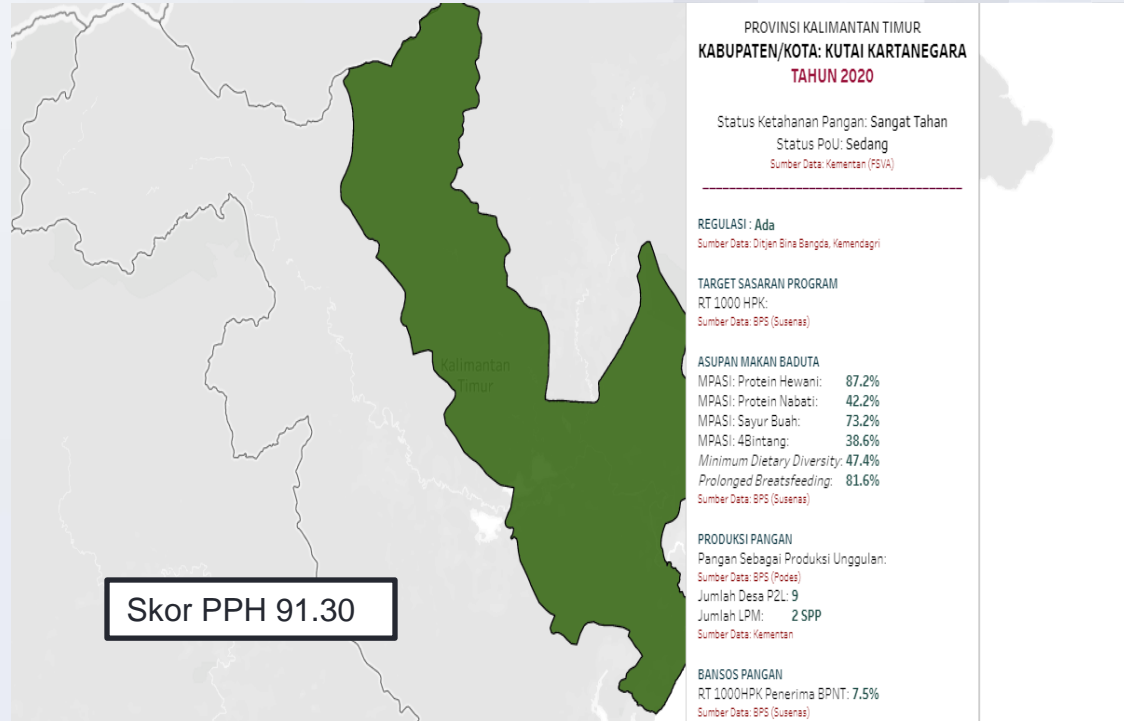 PROVINSI KALIMANTAN TIMUR
KABUPATEN/KOTA: KUTAI KARTANEGARA
TAHUN 2020
Status Ketahanan Pangan: Sangat Tahan
Status PoU: Sedang
Sumber Data: Kementan (FSVA)
REGULASI : Ada
Sumber Data: Ditjen Bina Bangda, Kemendagri
TARGET SASARAN PROGRAM
RT 1000 HPK:
Sumber Data: BPS (Susenas)
ASUPAN MAKAN BADUTA
MPASI: Protein Hewani: 87.2%
MPASI: Protein Nabati: 42.2%
MPASI: Sayur Buah: 73.2%
MPASI: 4Bintang: 38.6%
Minimum Dietary Diversity: 47.4%
Prolonged Breatsfeeding: 81.6%
Sumber Data: BPS (Susenas)
PRODUKSI PANGAN
Pangan Sebagai Produksi Unggulan:
Sumber Data: BPS (Podes)
Jumlah Desa P2L: 9
Jumlah LPM: 2 SPP
Sumber Data: Kementan
BANSOS PANGAN
RT 1000HPK Penerima BPNT: 7.5%
Sumber Data: BPS (Susenas)
Kalimantan
Timur
Skor PPH 91.30